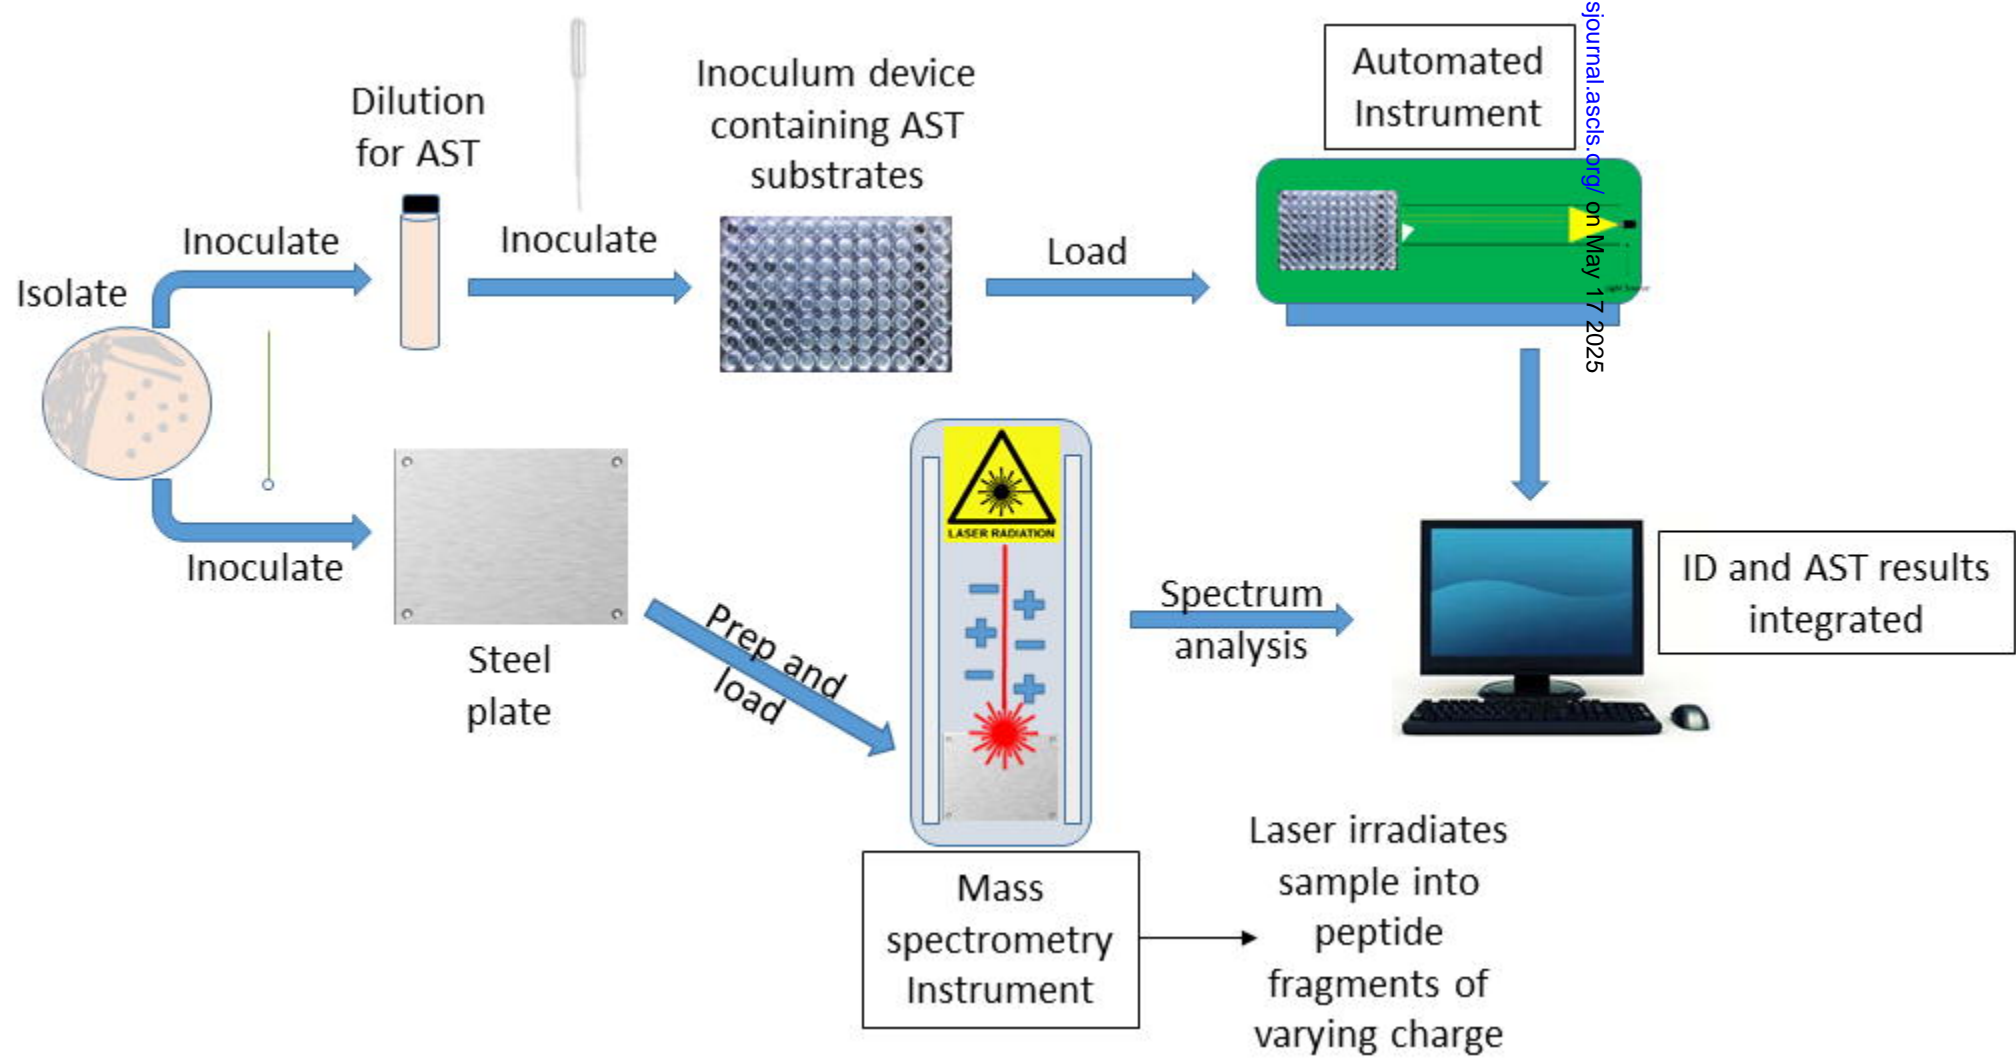 Automated
Instrument
Inoculum device
containing AST
substrates
Dilution
for AST
Inoculate
Inoculate
Load
Isolate
Light Source
sjournal.ascls.org/ on May 17 2025
Inoculate
Steel
plate
Prep and
load
LASER RADIATION
Spectrum
analysis
ID and AST results
integrated
Mass
spectrometry
Instrument
Laser irradiates
sample into
peptide
fragments of
varying charge